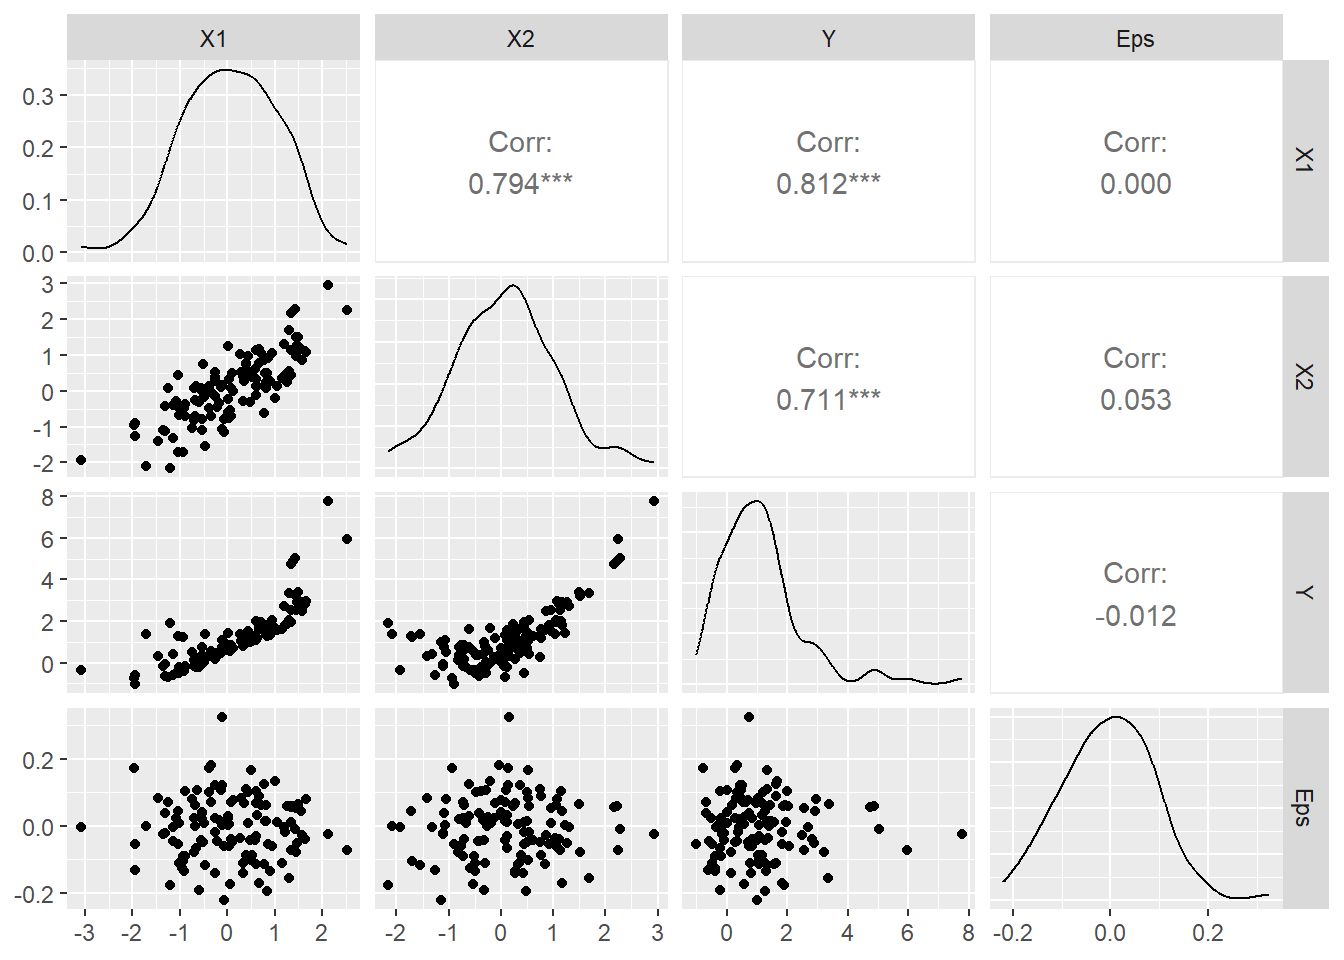 X1 X2 Y Eps
0.3
0.2
0.1
0.0
Corr:
0.794***
Corr:
0.812***
Corr:
0.000
X1
3
2
1
0
-1
-2
Corr:
0.711***
Corr:
0.053
X2
8
6
4
2
0
Corr:
-0.012
Y
0.2
0.0
-0.2
Eps
-3 -2 -1 0 1 2
-2 -1 0 1 2 3
0 2 4 6 8
-0.2 0.0 0.2